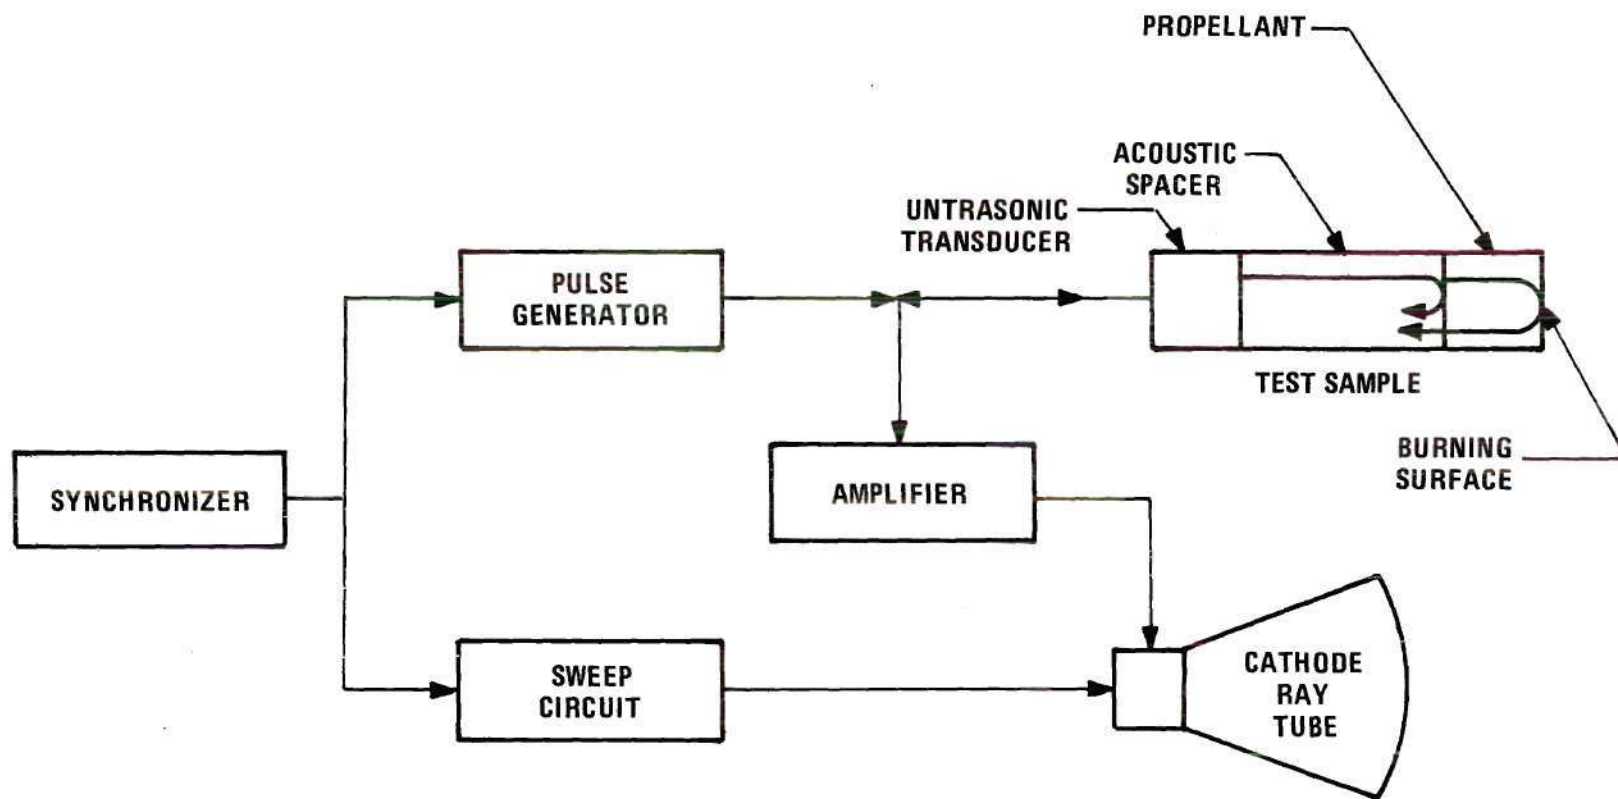 PROPELLANT
ACOUSTIC
SPACER
UNTRASONIC
TRANSDUCER
PULSE
GENERATOR
TEST SAMPLE
BURNING
SURFACE
SYNCHRONIZER
AMPLIFIER
SWEEP
CIRCUIT
CATHODE
RAY
TUBE